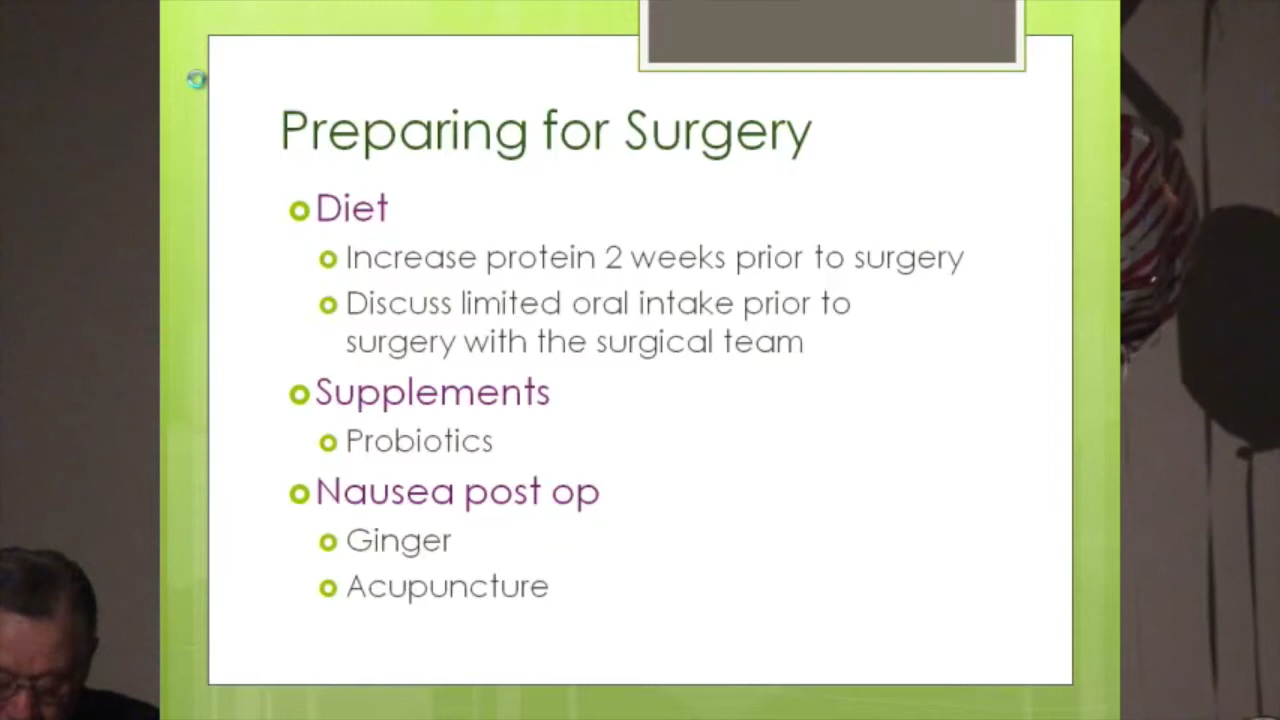 Preparing for Surgery
Diet
Increase protein 2 weeks prior to surgery
Discuss limited oral intake prior to
surgery with the surgical team
Supplements
Probiotics
Nausea post op
Ginger
Acupuncture